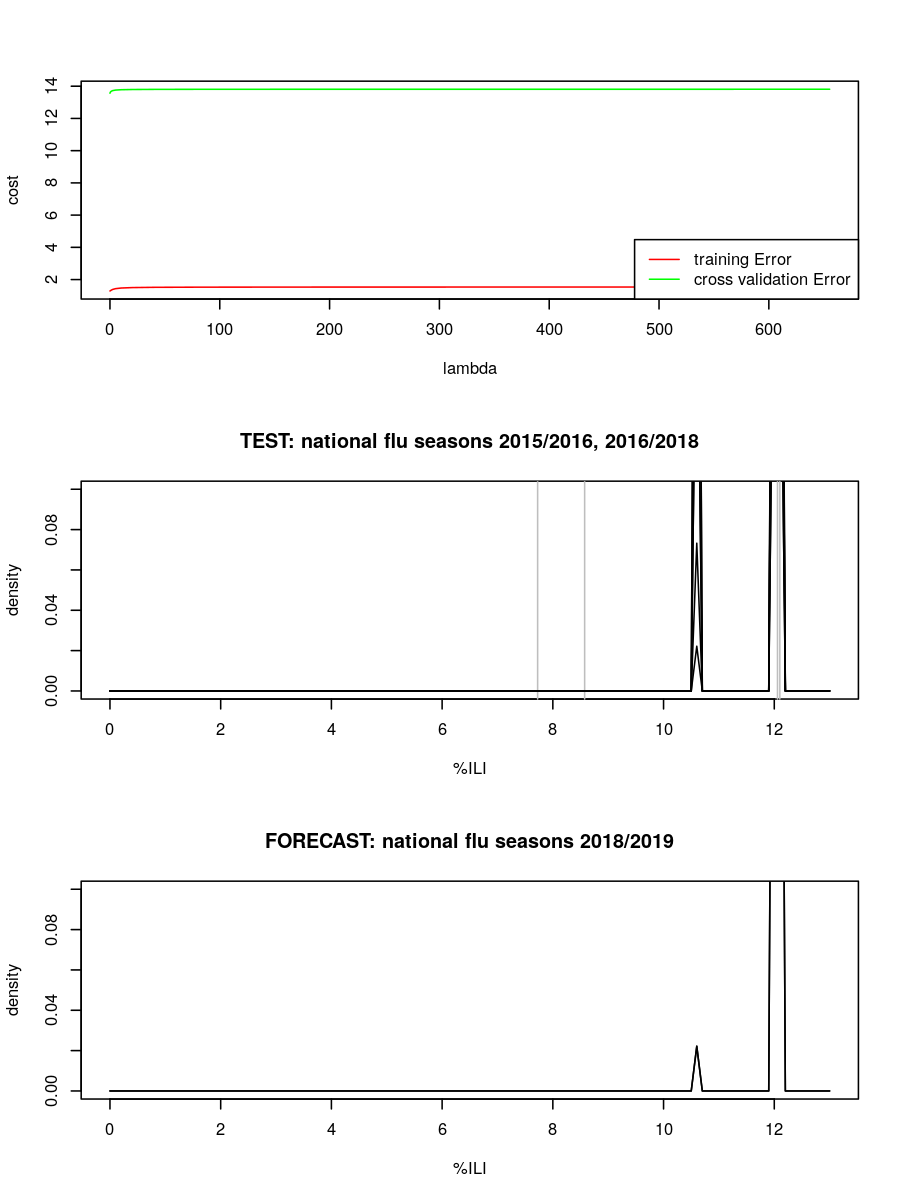 14
12
10
8
6
4
2
cost
training Error
cross validation Error
0 100 200 300 400 500 600
lambda
TEST: national flu seasons 2015/2016, 2016/2018
0.08
0.04
0.00
density
0 2 4 6 8 10 12
%ILI
FORECAST: national flu seasons 2018/2019
0.08
0.04
0.00
density
0 2 4 6 8 10 12
%ILI